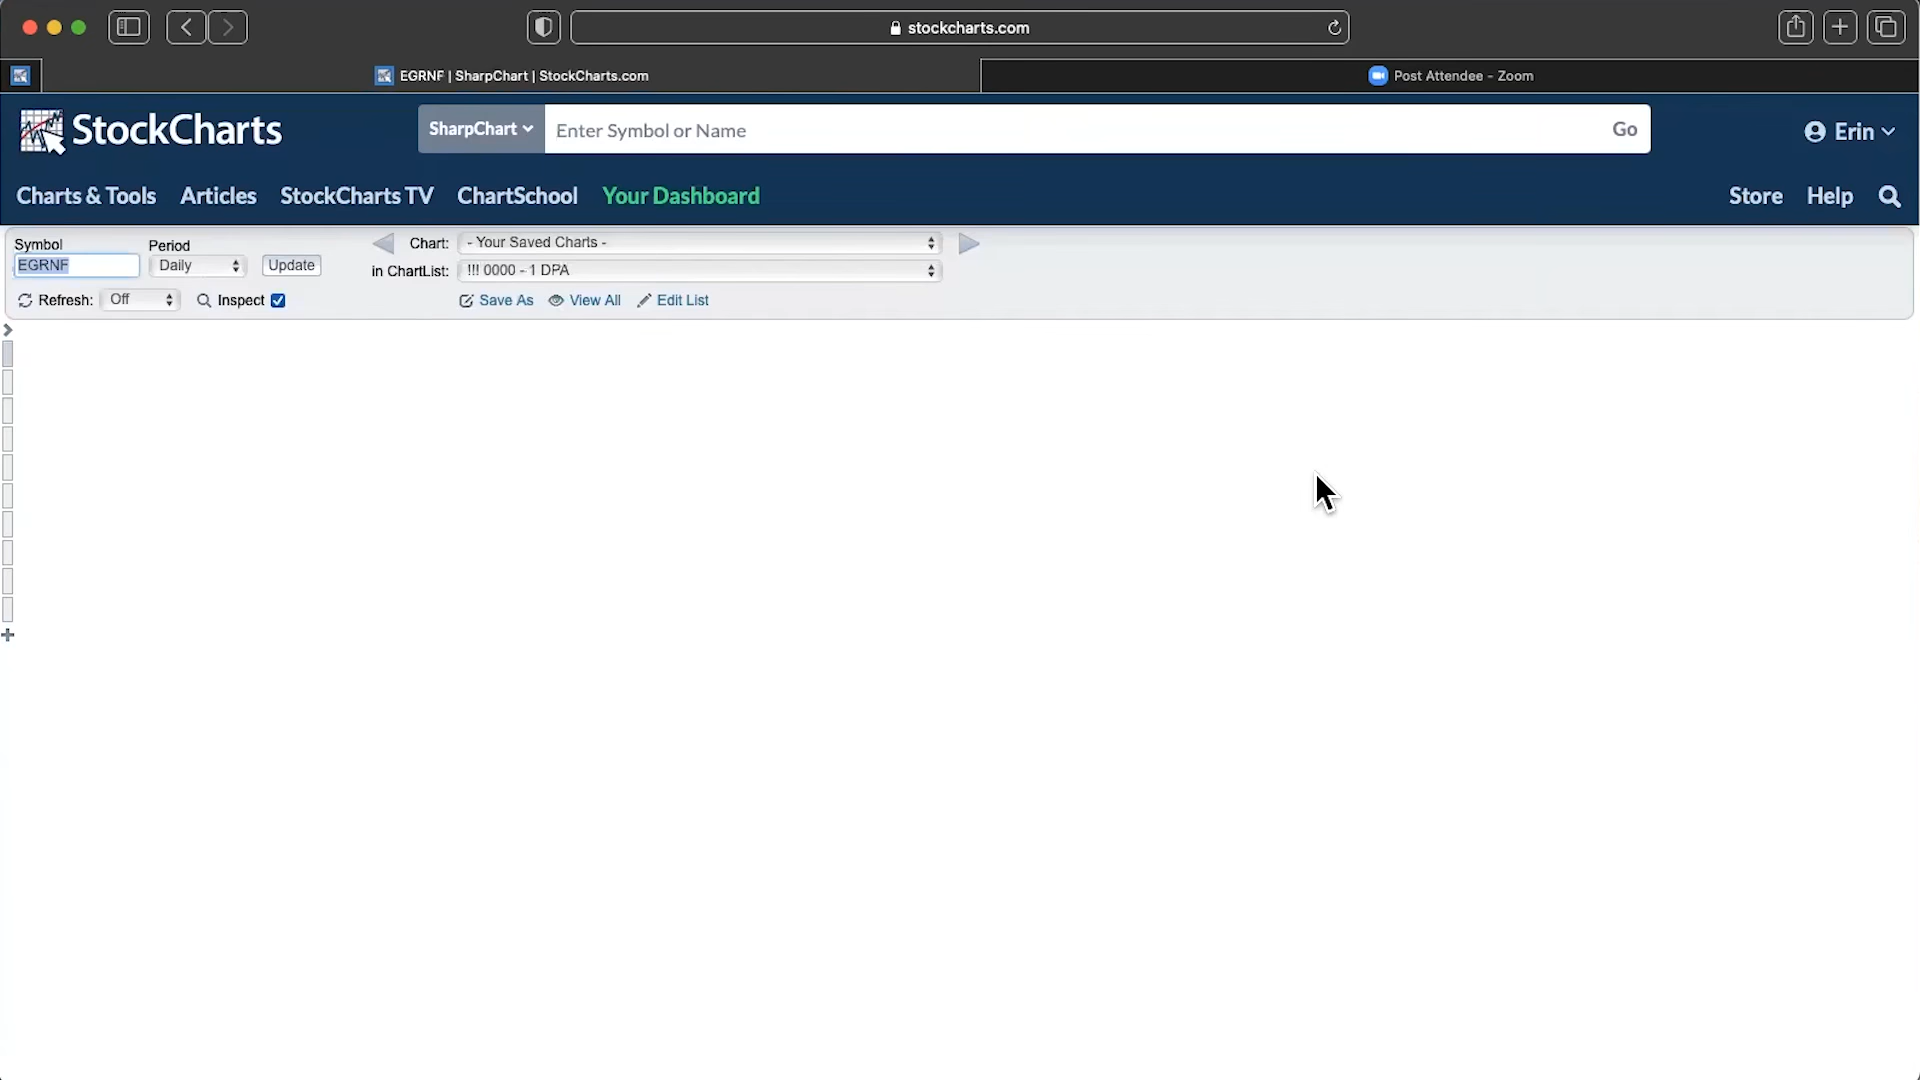 stockcharts.com
EGRNF | SharpChart | StockCharts.com
Post Attendee - Zoom
StockCharts
SharpChart
Enter Symbol or Name
Go
Erin
Charts & Tools Articles StockCharts TV ChartSchool Your Dashboard
Store Help
Symbol Period
EGRNF Daily Update
Chart: - Your Saved Charts -
in ChartList: !!! 0000 - 1 DPA
Refresh: Off Inspect
Save As View All Edit List